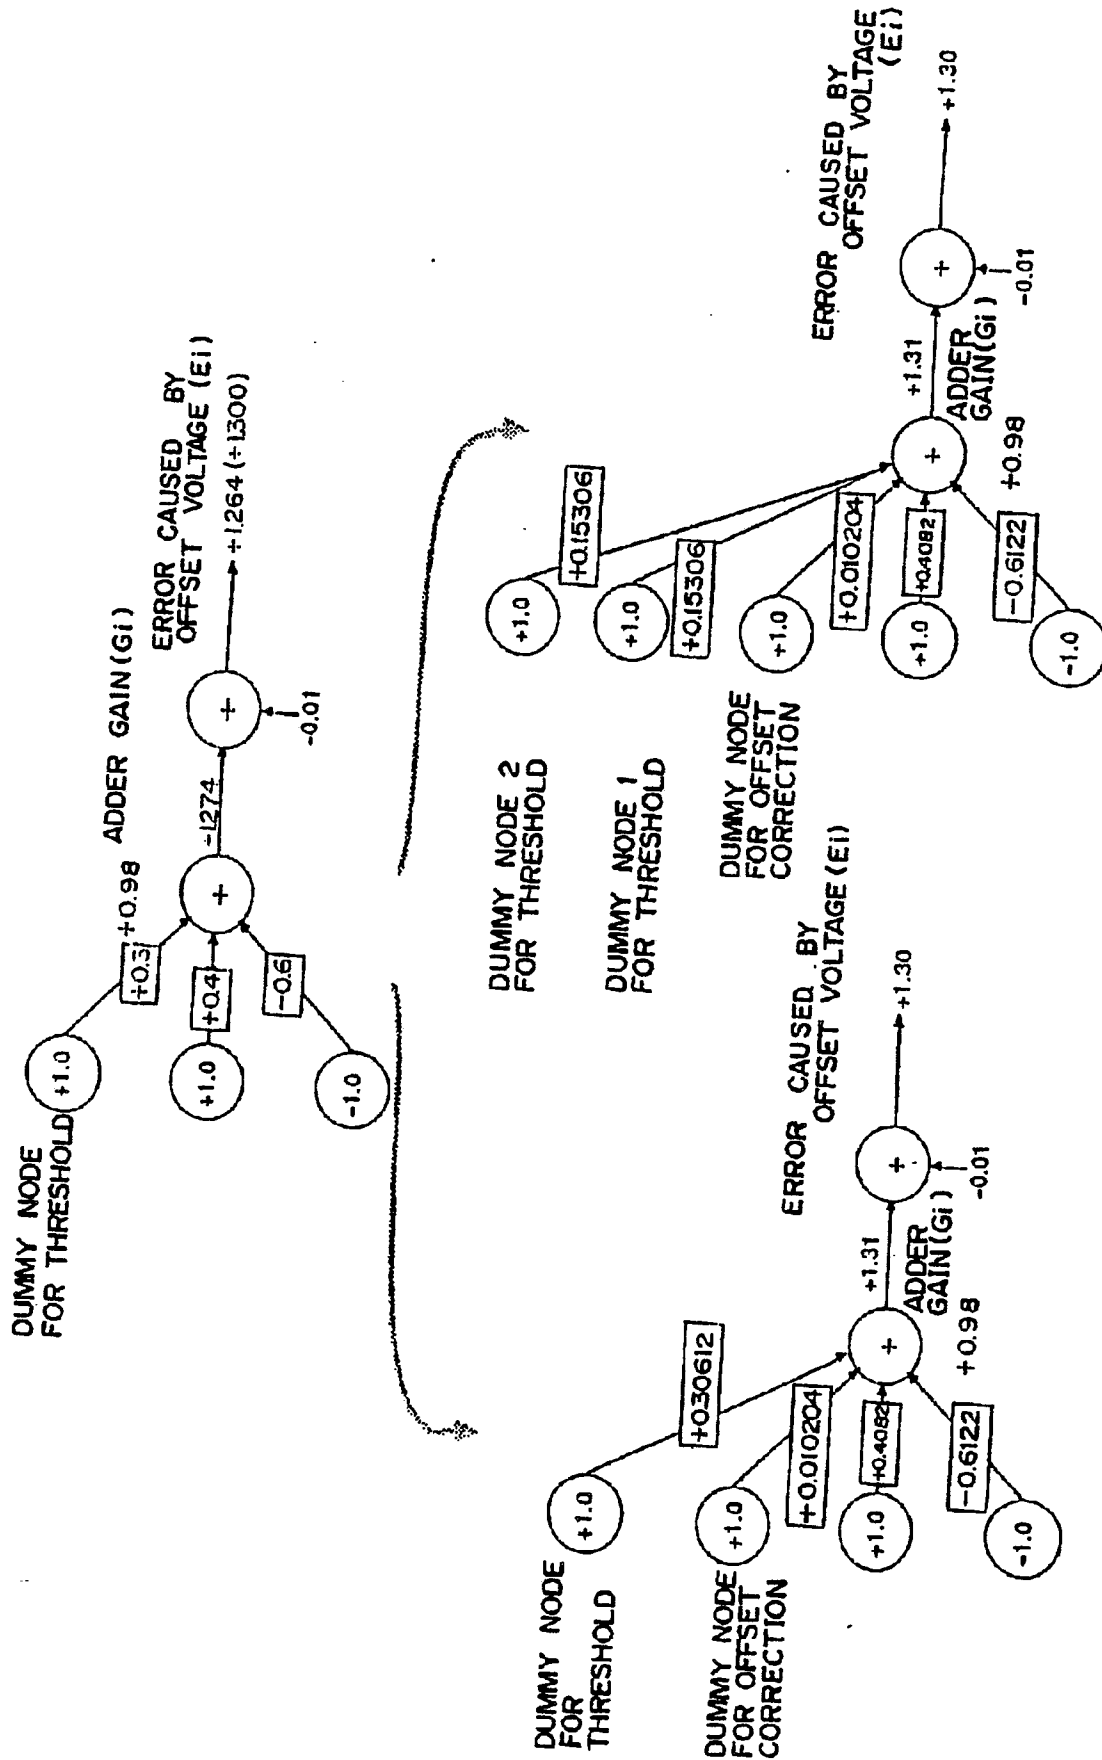 DUMMY NODE
FOR THRESHOLD
+1.0
+1.0
-1.0
+0.3
+0.4
-0.6
+0.98 ADDER GAIN(Gi)
+
÷1.274
ERROR CAUSED BY
OFFSET VOLTAGE (Ei)
+
-0.01
÷1.264 (÷1.300)
DUMMY NODE
FOR
THRESHOLD
+1.0
DUMMY NODE
FOR OFFSET
CORRECTION
+1.0
+1.0
-1.0
+0.30612
+0.010204
+0.4082
-0.6122
+
+0.98
ADDER
GAIN(Gi)
+1.31
ERROR CAUSED BY
OFFSET VOLTAGE(Ei)
+
-0.01
+1.30
DUMMY NODE 2
FOR THRESHOLD
+1.0
DUMMY NODE 1
FOR THRESHOLD
+1.0
DUMMY NODE
FOR OFFSET
CORRECTION
+1.0
+1.0
-1.0
+0.15306
+0.15306
+0.010204
+0.4082
-0.6122
+
+0.98
ADDER
GAIN(Gi)
+1.31
ERROR CAUSED BY
OFFSET VOLTAGE
(Ei)
+
-0.01
+1.30